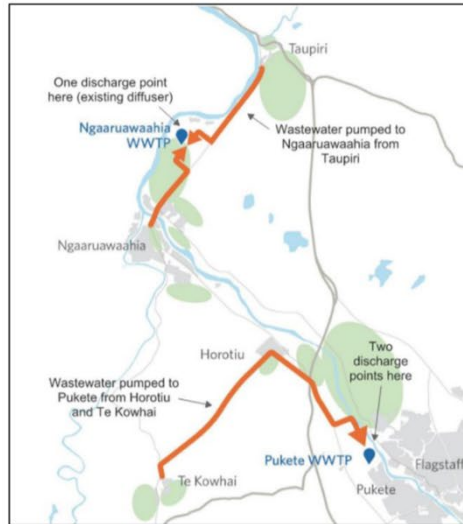 Taupiri
One discharge point
here (existing diffuser)
Ngaaruawaahia
WWTP
Wastewater pumped to
Ngaaruawaahia from
Taupiri
Ngaaruawaahia
Horotiu
Two
discharge
points here
Wastewater pumped to
Pukete from Horotiu
and Te Kowhai
Pukete WWTP
Flagstaff
Te Kowhai
Pukete